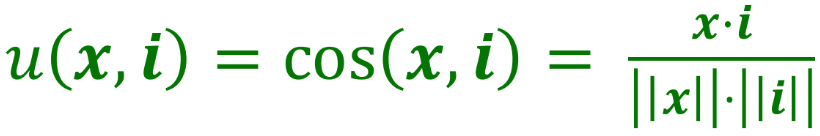 u(x, i) = cos(x, i) = x·i / ||x||·||i||